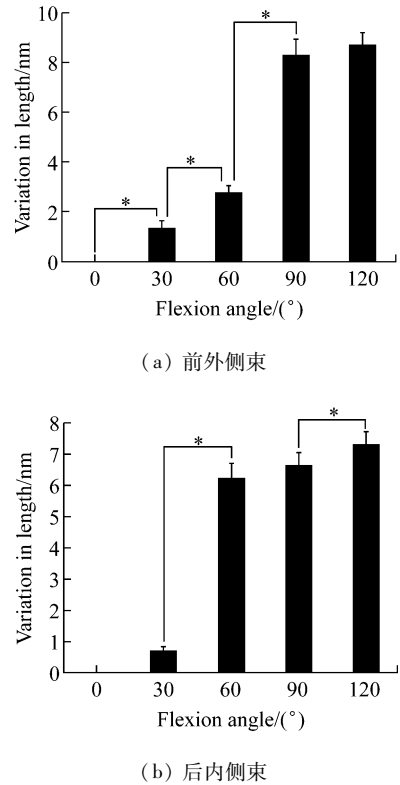 10
8
6
4
2
0
Variation in length/nm
*
*
*
0 30 60 90 120
Flexion angle/(°)
(a) 前外侧束
8
7
6
5
4
3
2
1
0
Variation in length/nm
*
*
0 30 60 90 120
Flexion angle/(°)
(b) 后内侧束